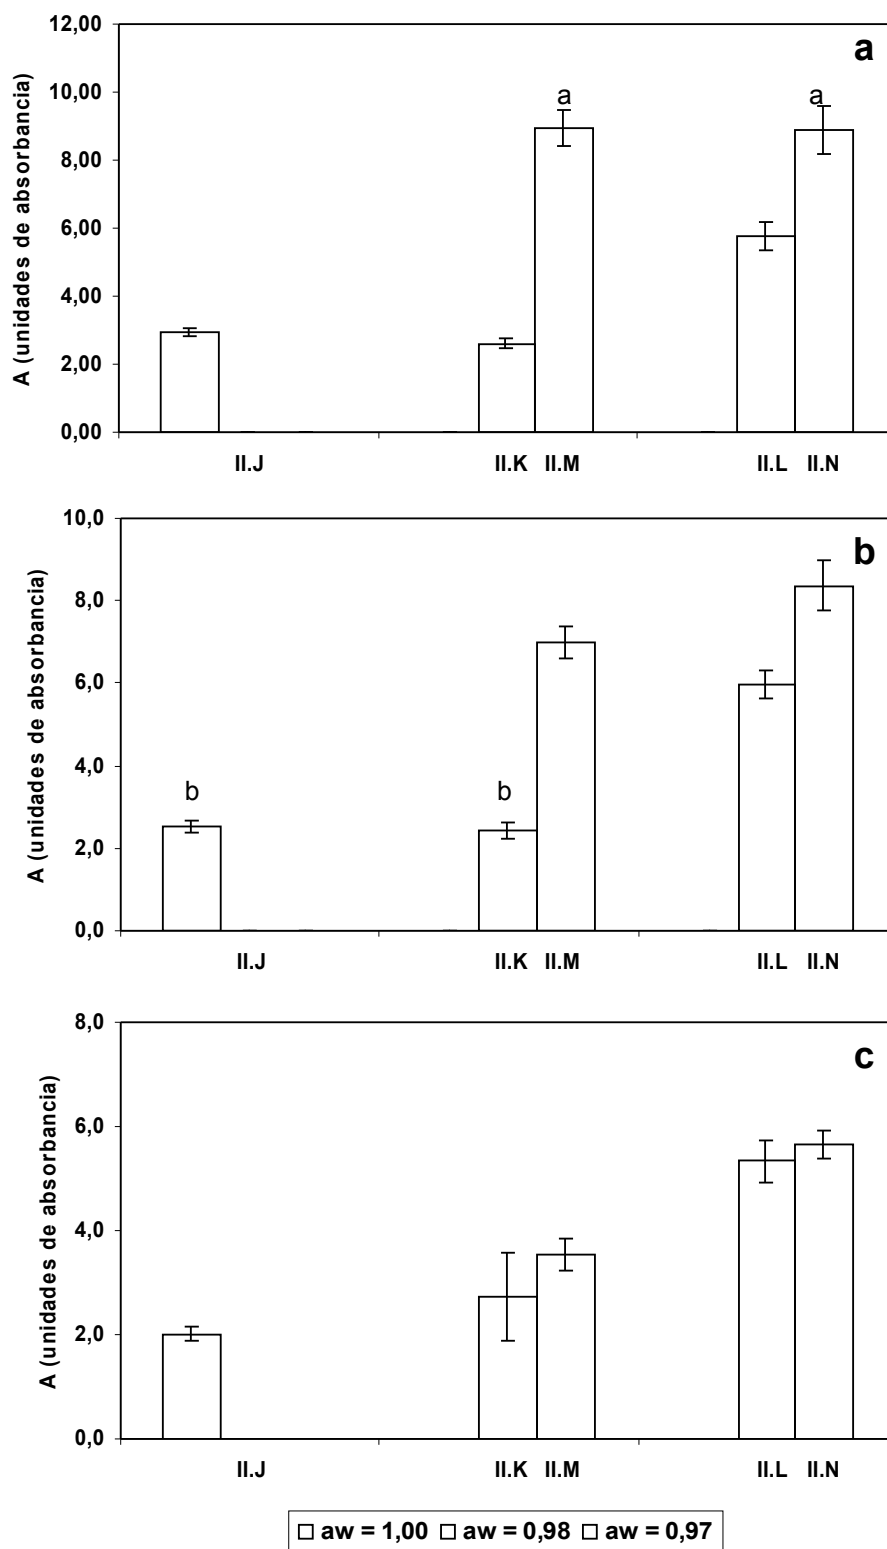 12,00
a
10,00
a
a
8,00
6,00
4,00
2,00
0,00
A (unidades de absorbancia)
II.J II.K II.M II.L II.N
10,0
b
8,0
6,0
4,0
b
b
2,0
0,0
A (unidades de absorbancia)
II.J II.K II.M II.L II.N
8,0
c
6,0
4,0
2,0
0,0
A (unidades de absorbancia)
II.J II.K II.M II.L II.N
aw = 1,00 aw = 0,98 aw = 0,97